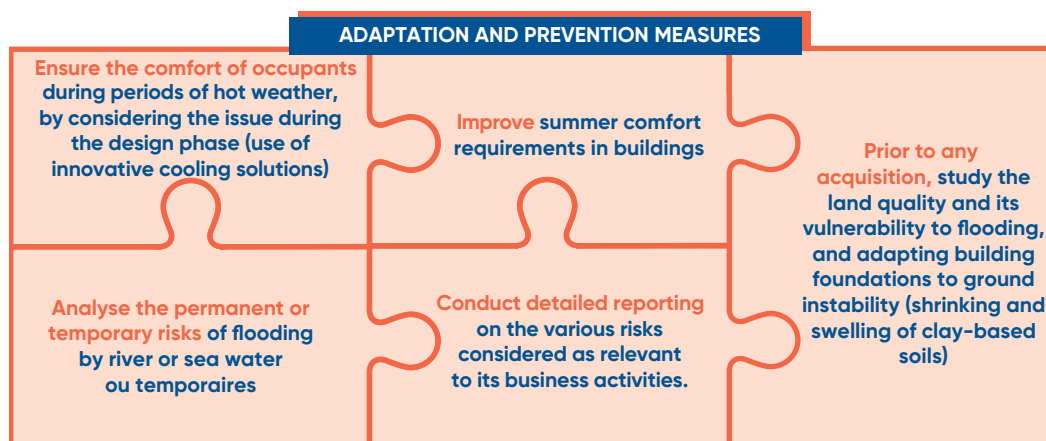 ADAPTATION AND PREVENTION MEASURES
Ensure the comfort of occupants
during periods of hot weather,
by considering the issue during
the design phase (use of
innovative cooling solutions)
Improve summer comfort
requirements in buildings
Prior to any
acquisition, study the
land quality and its
vulnerability to flooding,
and adapting building
foundations to ground
instability (shrinking and
swelling of clay-based
soils)
Analyse the permanent or
temporary risks of flooding
by river or sea water
ou temporaires
Conduct detailed reporting
on the various risks
considered as relevant
to its business activities.